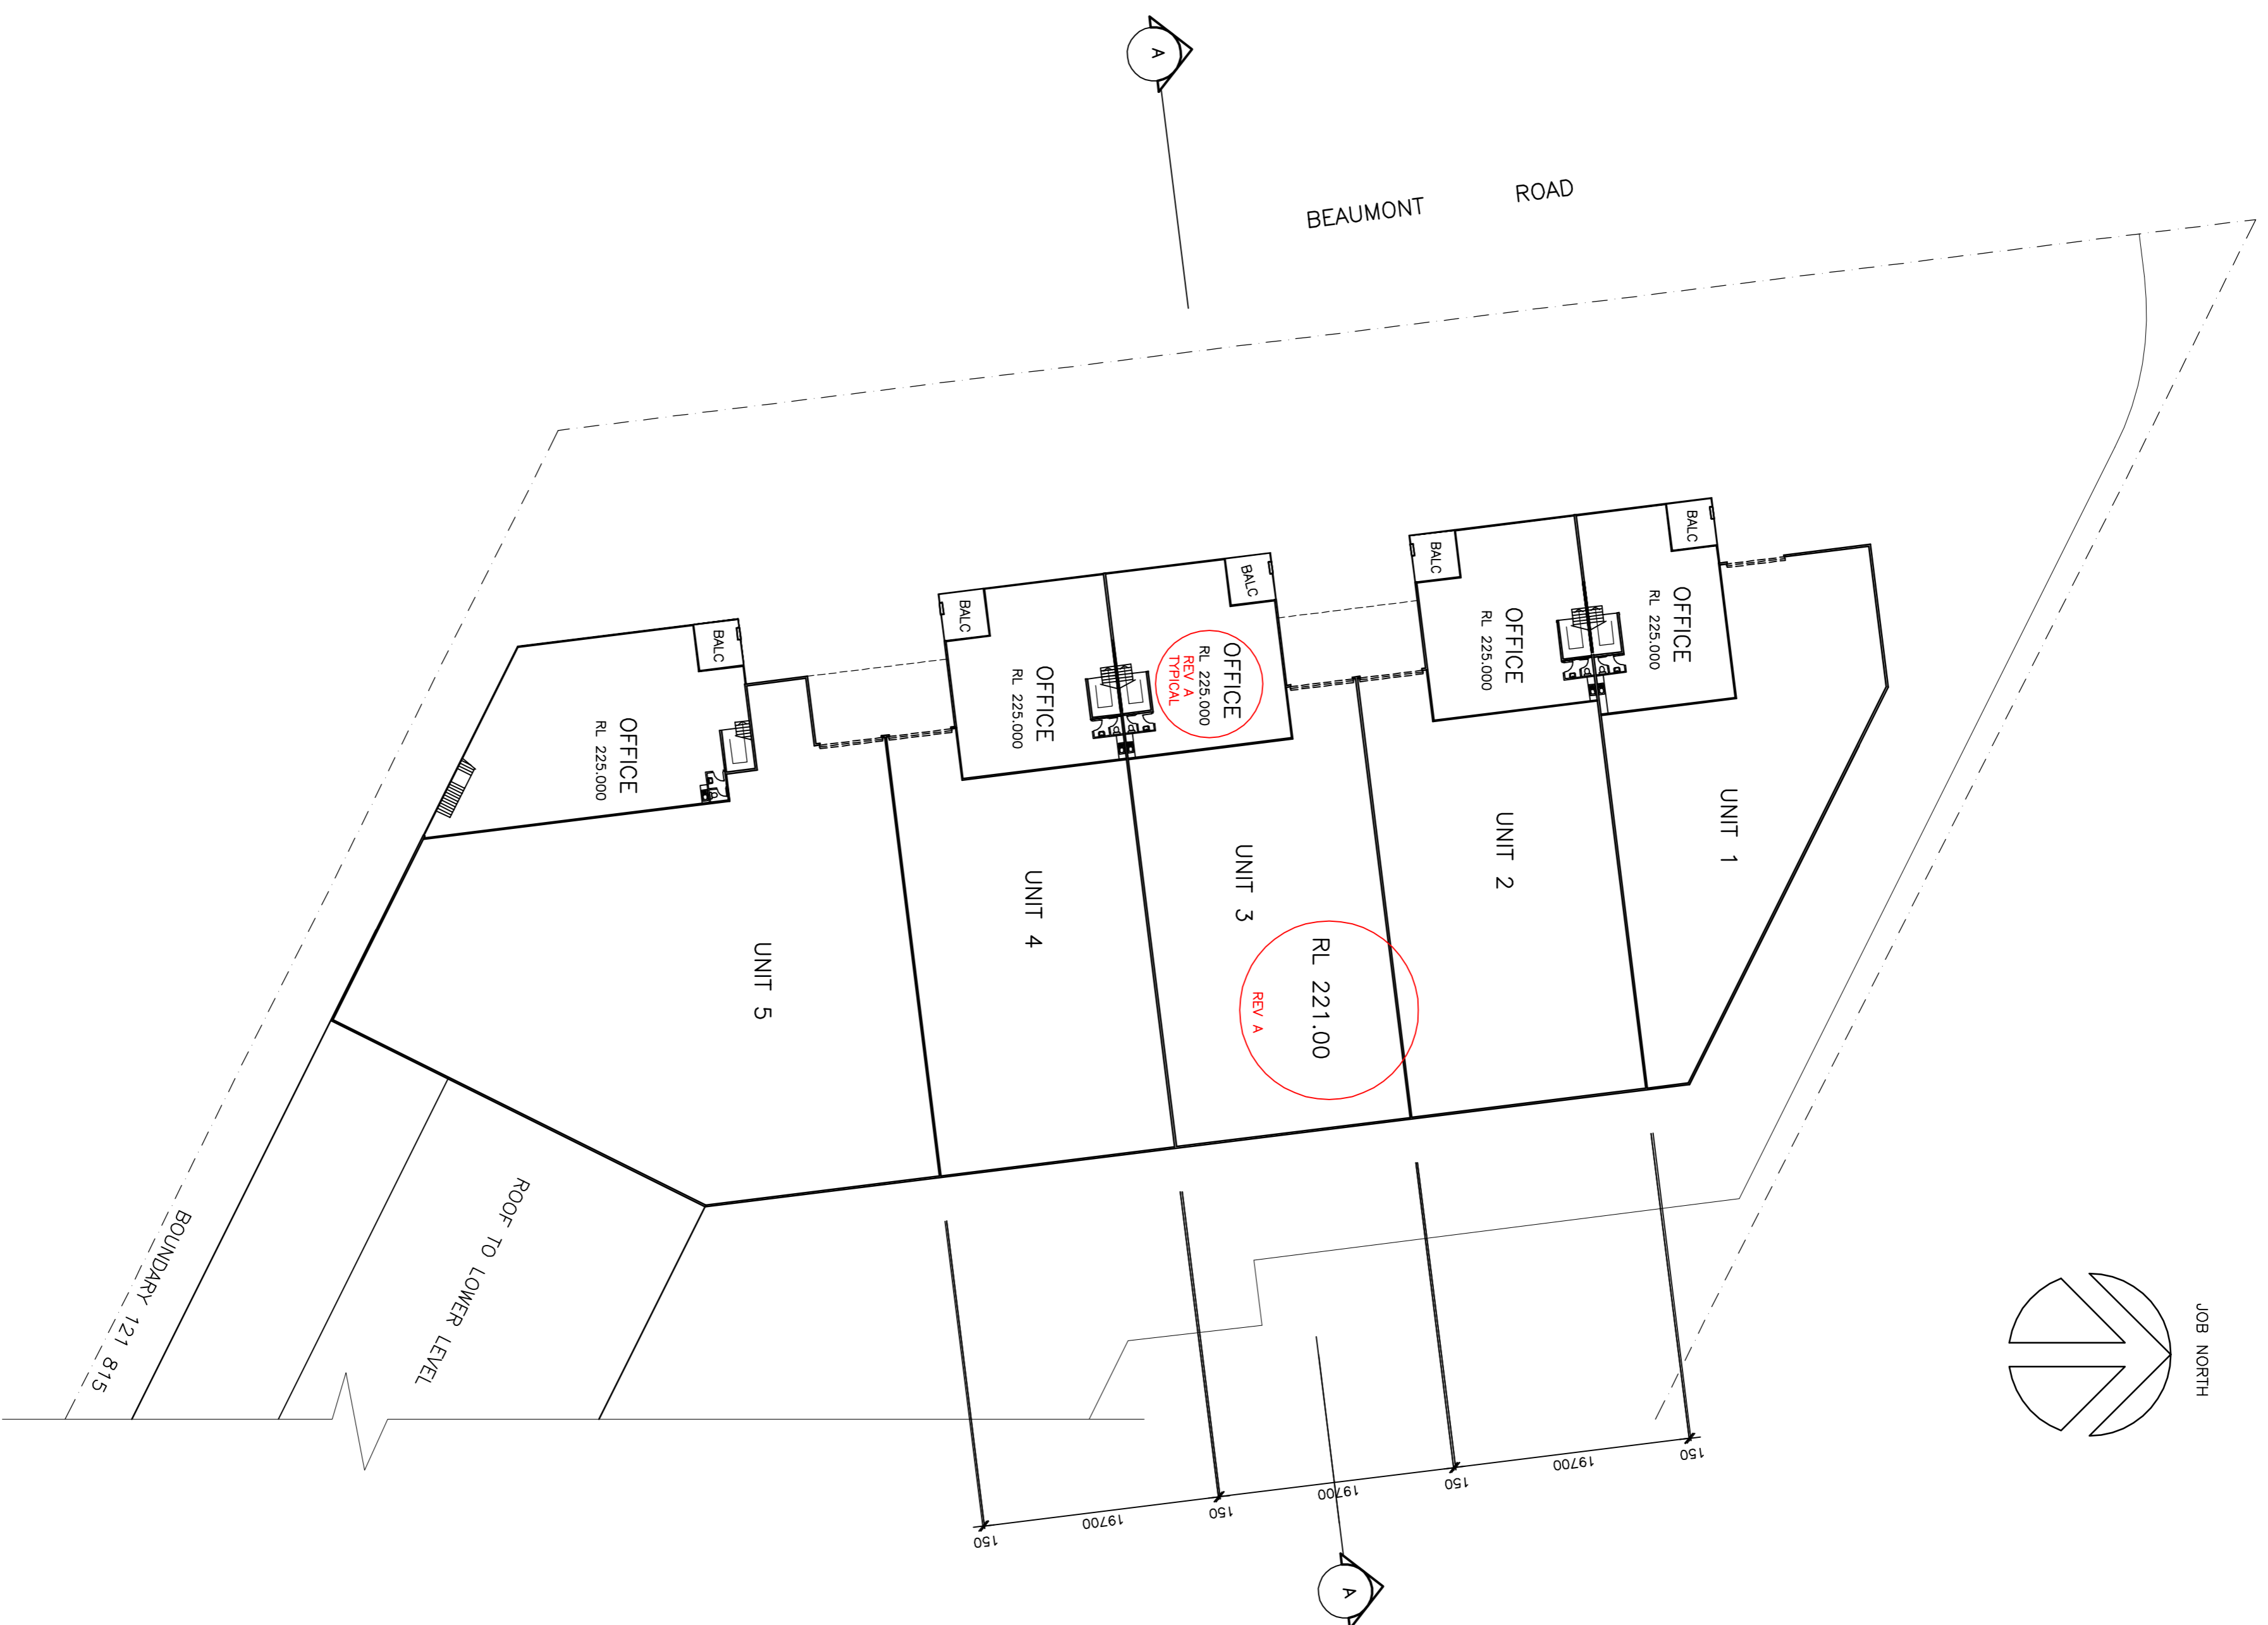 A
BEAUMONT ROAD
BALC
OFFICE
RL 225.000
BALC
OFFICE
RL 225.000
BALC
OFFICE
RL 225.000
REV A
TYPICAL
BALC
OFFICE
RL 225.000
BALC
OFFICE
RL 225.000
UNIT 1
UNIT 2
UNIT 3
UNIT 4
UNIT 5
RL 221.00
REV A
ROOF TO LOWER LEVEL
BOUNDARY 121 815
JOB NORTH
150
19700
150
19700
150
19700
150
A